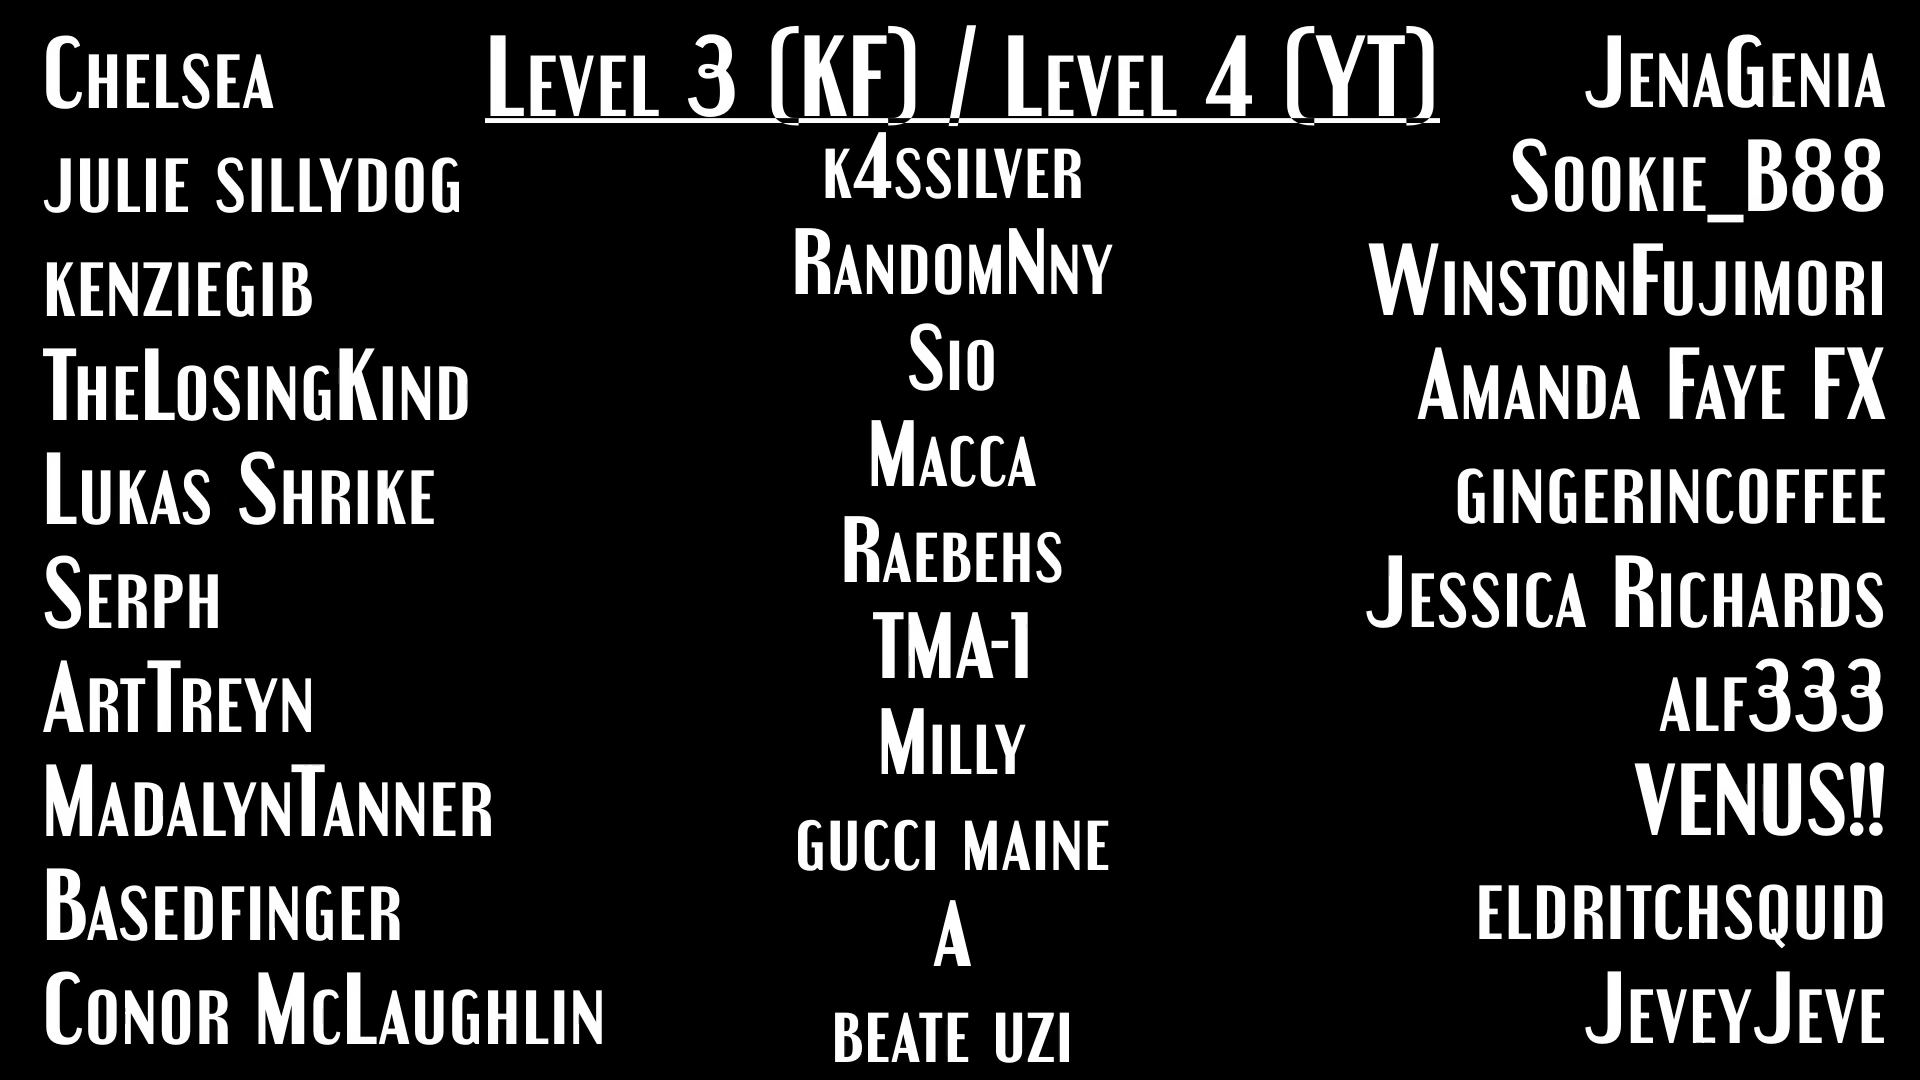 Level 3 (KF) / Level 4 (YT)
Chelsea
julie sillydog
kenziegib
TheLosingKind
Lukas Shrike
Serph
ArtTreyn
MadalynTanner
Basedfinger
Conor McLaughlin
k4ssilver
RandomNny
Sio
Macca
Raebehs
TMA-1
Milly
gucci maine
A
beate uzi
JenaGenia
Sookie_B88
WinstonFujimori
Amanda Faye FX
gingerincoffee
Jessica Richards
alf333
VENUS!!
eldritchsquid
JeveyJeve